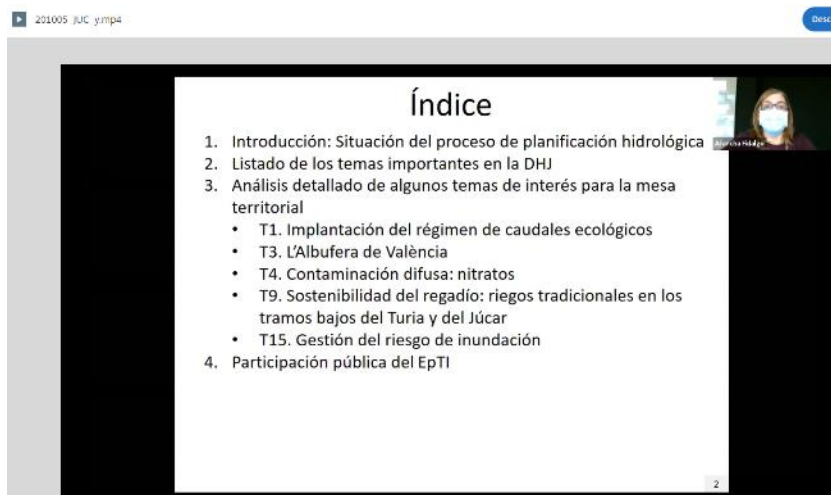 201005_JUC_y.mp4
Desc
Índice
1. Introducción: Situación del proceso de planificación hidrológica
2. Listado de los temas importantes en la DHJ
3. Análisis detallado de algunos temas de interés para la mesa
territorial
• T1. Implantación del régimen de caudales ecológicos
• T3. L'Albufera de València
• T4. Contaminación difusa: nitratos
• T9. Sostenibilidad del regadío: riegos tradicionales en los
tramos bajos del Turia y del Júcar
• T15. Gestión del riesgo de inundación
4. Participación pública del EpTI
Hidalgo
2